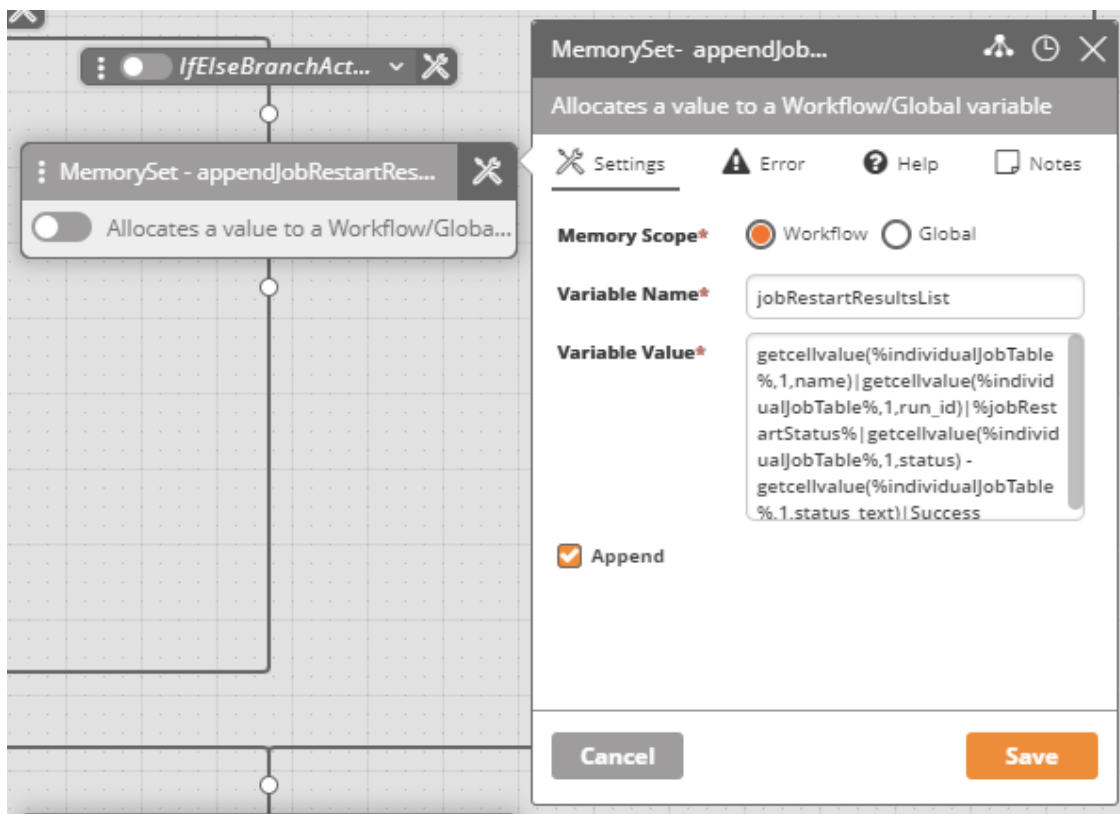 IfElseBranchAct...
MemorySet - appendJobRestartRes...
Allocates a value to a Workflow/Globa...
MemorySet- appendJob...
Allocates a value to a Workflow/Global variable
Settings
Error
Help
Notes
Memory Scope*
Workflow
Global
Variable Name*
jobRestartResultsList
Variable Value*
getcellvalue(%individualJobTable
%,1,name)|getcellvalue(%individ
ualJobTable%,1,run_id)|%jobRest
artStatus%|getcellvalue(%individ
ualJobTable%,1,status) -
getcellvalue(%individualJobTable
%,1,status_text)|Success
Append
Cancel
Save